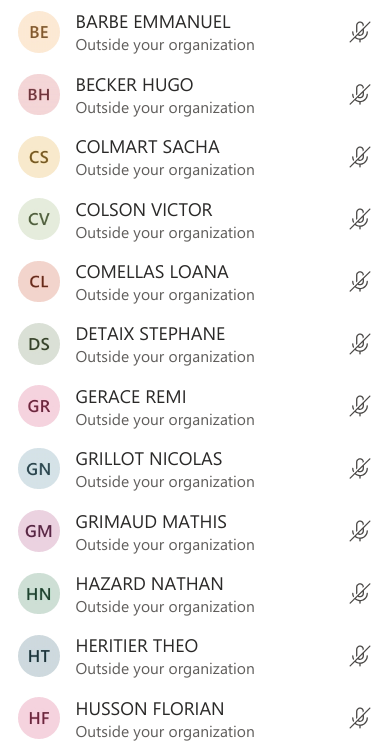 BE
BARBE EMMANUEL
Outside your organization
BH
BECKER HUGO
Outside your organization
CS
COLMART SACHA
Outside your organization
CV
COLSON VICTOR
Outside your organization
CL
COMELLAS LOANA
Outside your organization
DS
DETAIX STEPHANE
Outside your organization
GR
GERACE REMI
Outside your organization
GN
GRILLOT NICOLAS
Outside your organization
GM
GRIMAUD MATHIS
Outside your organization
HN
HAZARD NATHAN
Outside your organization
HT
HERITIER THEO
Outside your organization
HF
HUSSON FLORIAN
Outside your organization